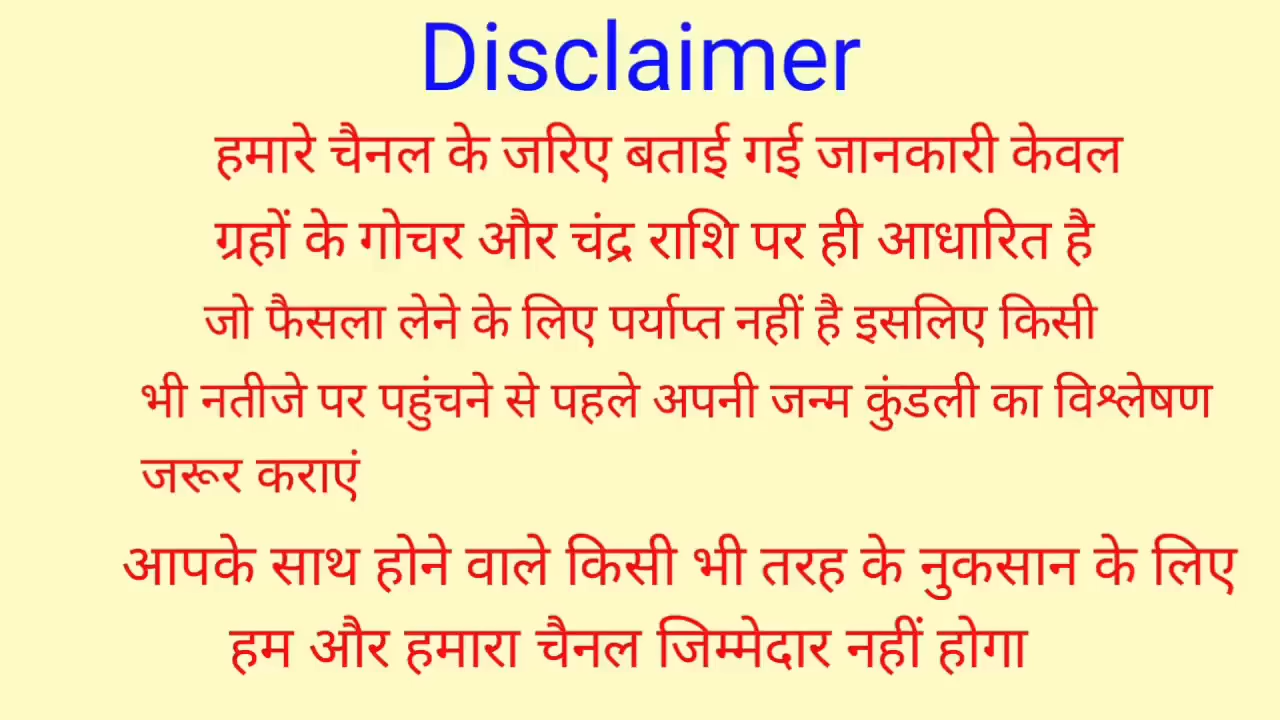 Disclaimer
हमारे चैनल के जरिए बताई गई जानकारी केवल
ग्रहों के गोचर और चंद्र राशि पर ही आधारित है
जो फैसला लेने के लिए पर्याप्त नहीं है इसलिए किसी
भी नतीजे पर पहुंचने से पहले अपनी जन्म कुंडली का विश्लेषण
जरूर कराएं
आपके साथ होने वाले किसी भी तरह के नुकसान के लिए
हम और हमारा चैनल जिम्मेदार नहीं होगा